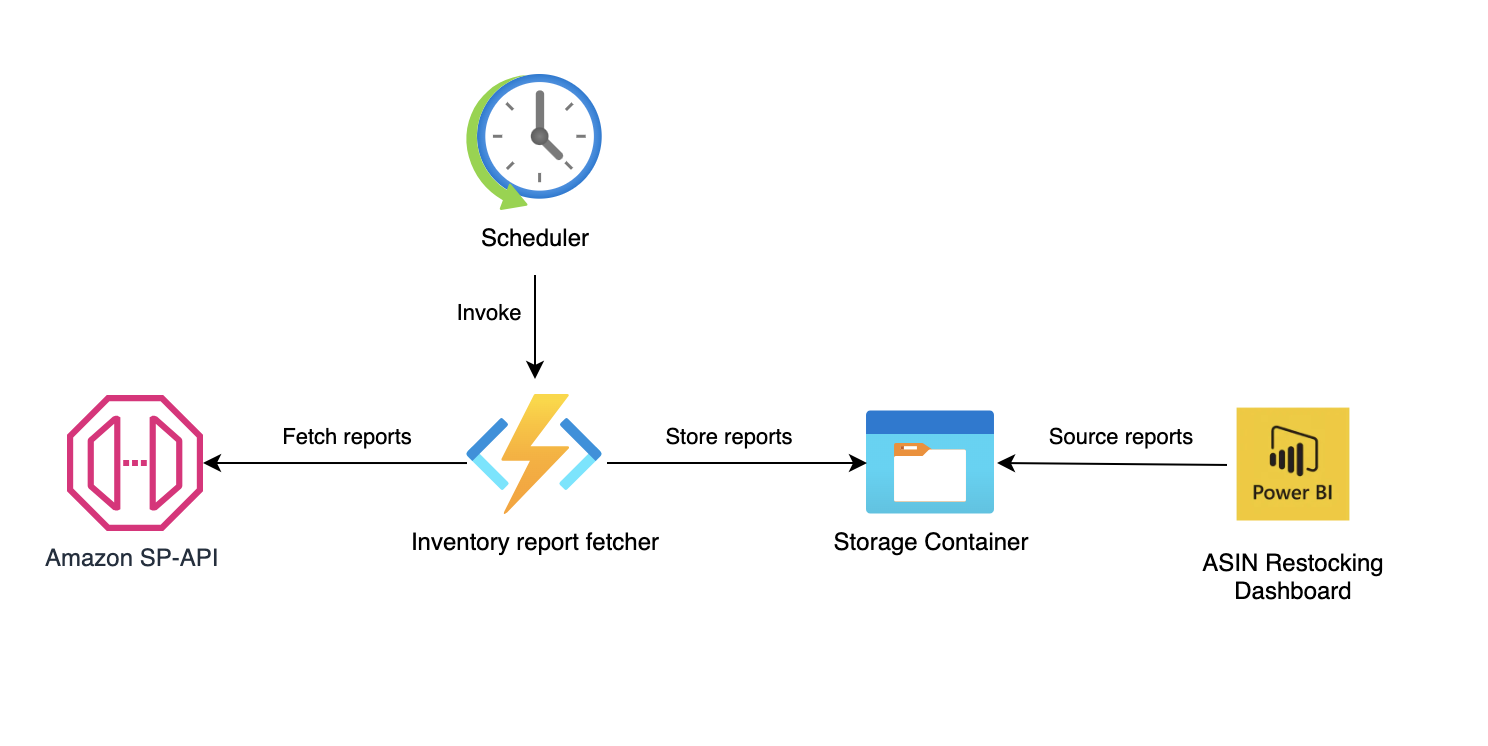 Scheduler
Invoke
Fetch reports
Store reports
Source reports
Power BI
Amazon SP-API
Inventory report fetcher
Storage Container
ASIN Restocking
Dashboard